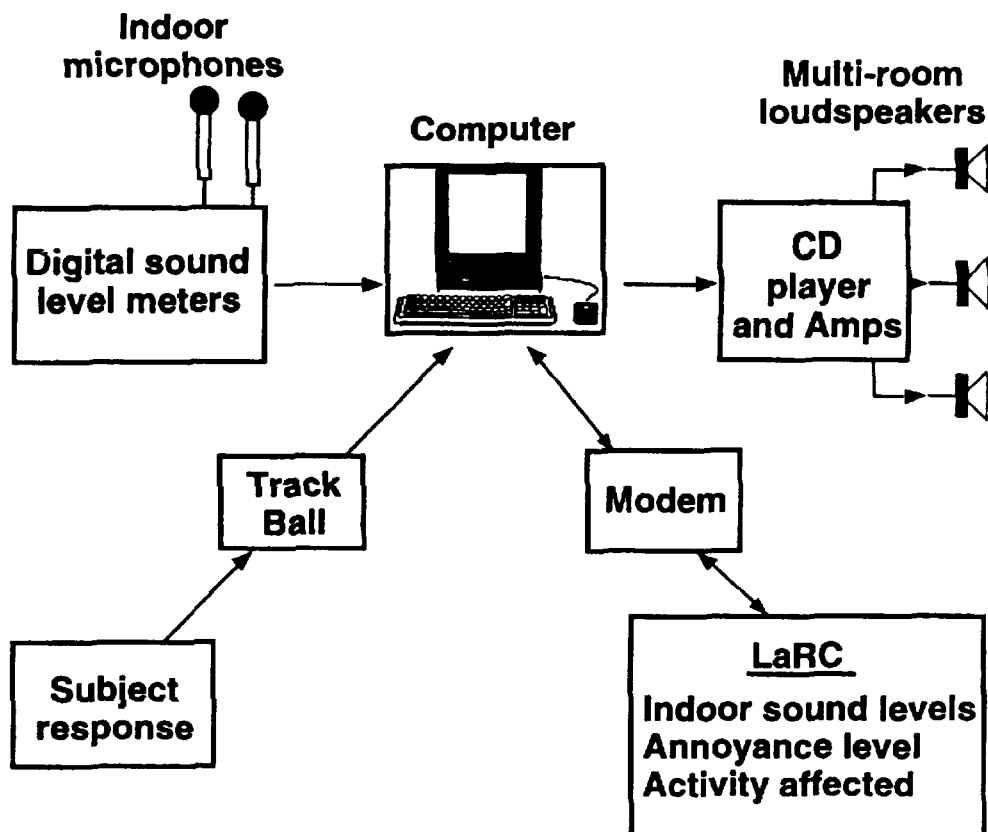 Indoor
microphones
Computer
Multi-room
loudspeakers
Digital sound
level meters
CD
player
and Amps
Track
Ball
Modem
Subject
response
LaRC
Indoor sound levels
Annoyance level
Activity affected